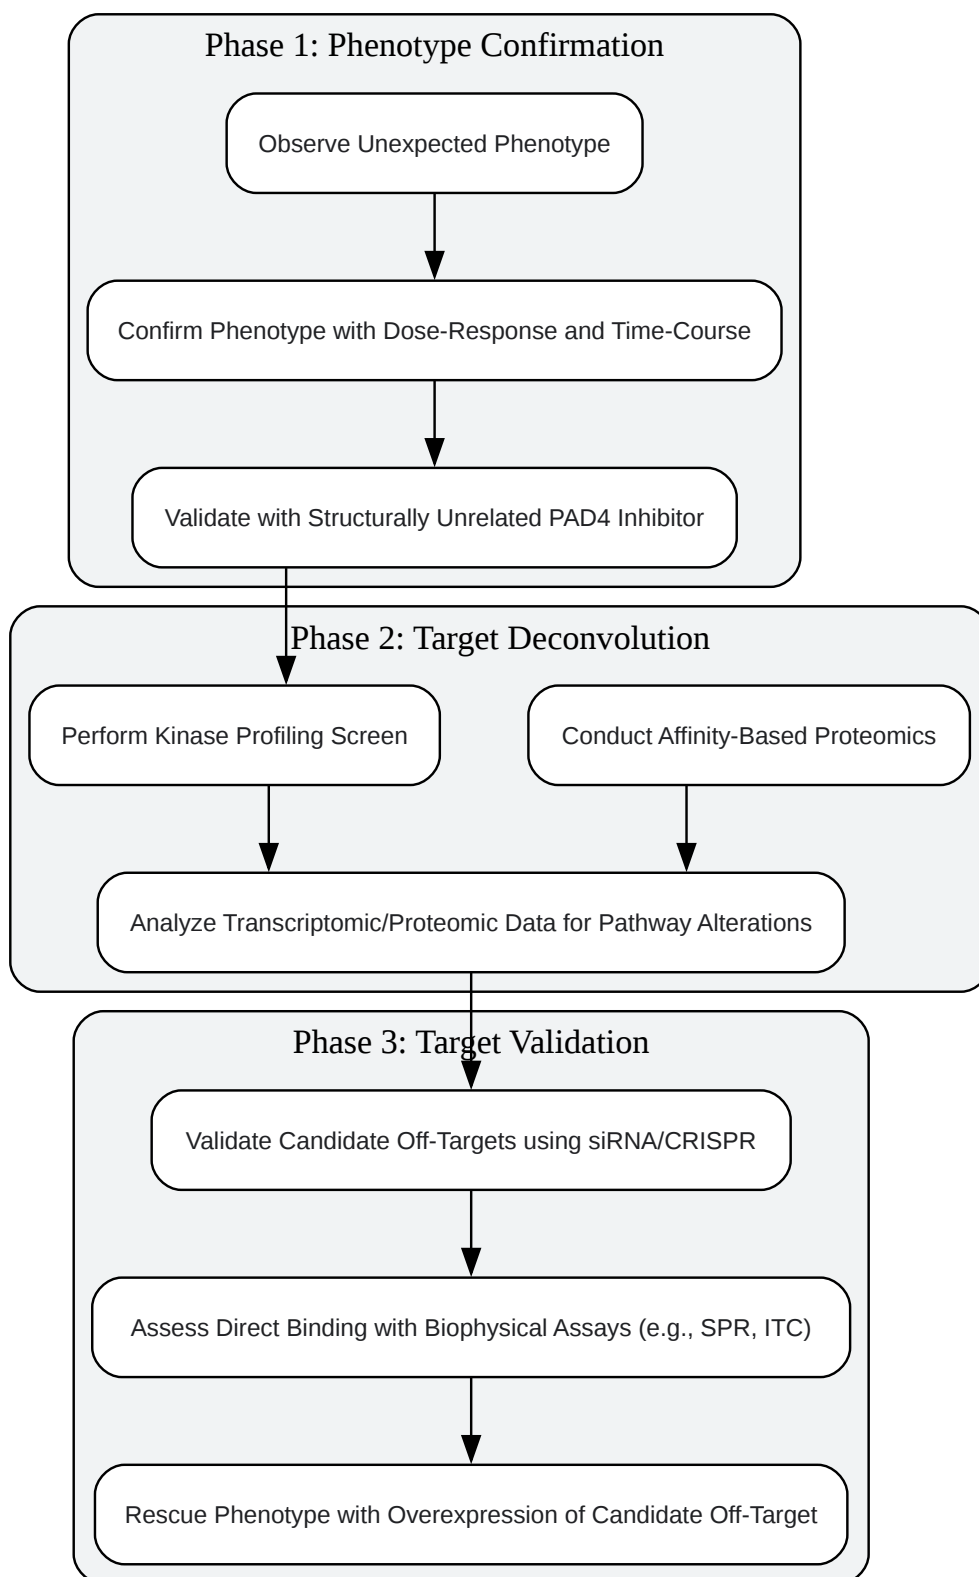 Phase 1: Phenotype Confirmation
Observe Unexpected Phenotype
Confirm Phenotype with Dose-Response and Time-Course
Validate with Structurally Unrelated PAD4 Inhibitor
Phase 2: Target Deconvolution
Perform Kinase Profiling Screen
Conduct Affinity-Based Proteomics
Analyze Transcriptomic/Proteomic Data for Pathway Alterations
Phase 3: Target Validation
Validate Candidate Off-Targets using siRNA/CRISPR
Assess Direct Binding with Biophysical Assays (e.g., SPR, ITC)
Rescue Phenotype with Overexpression of Candidate Off-Target